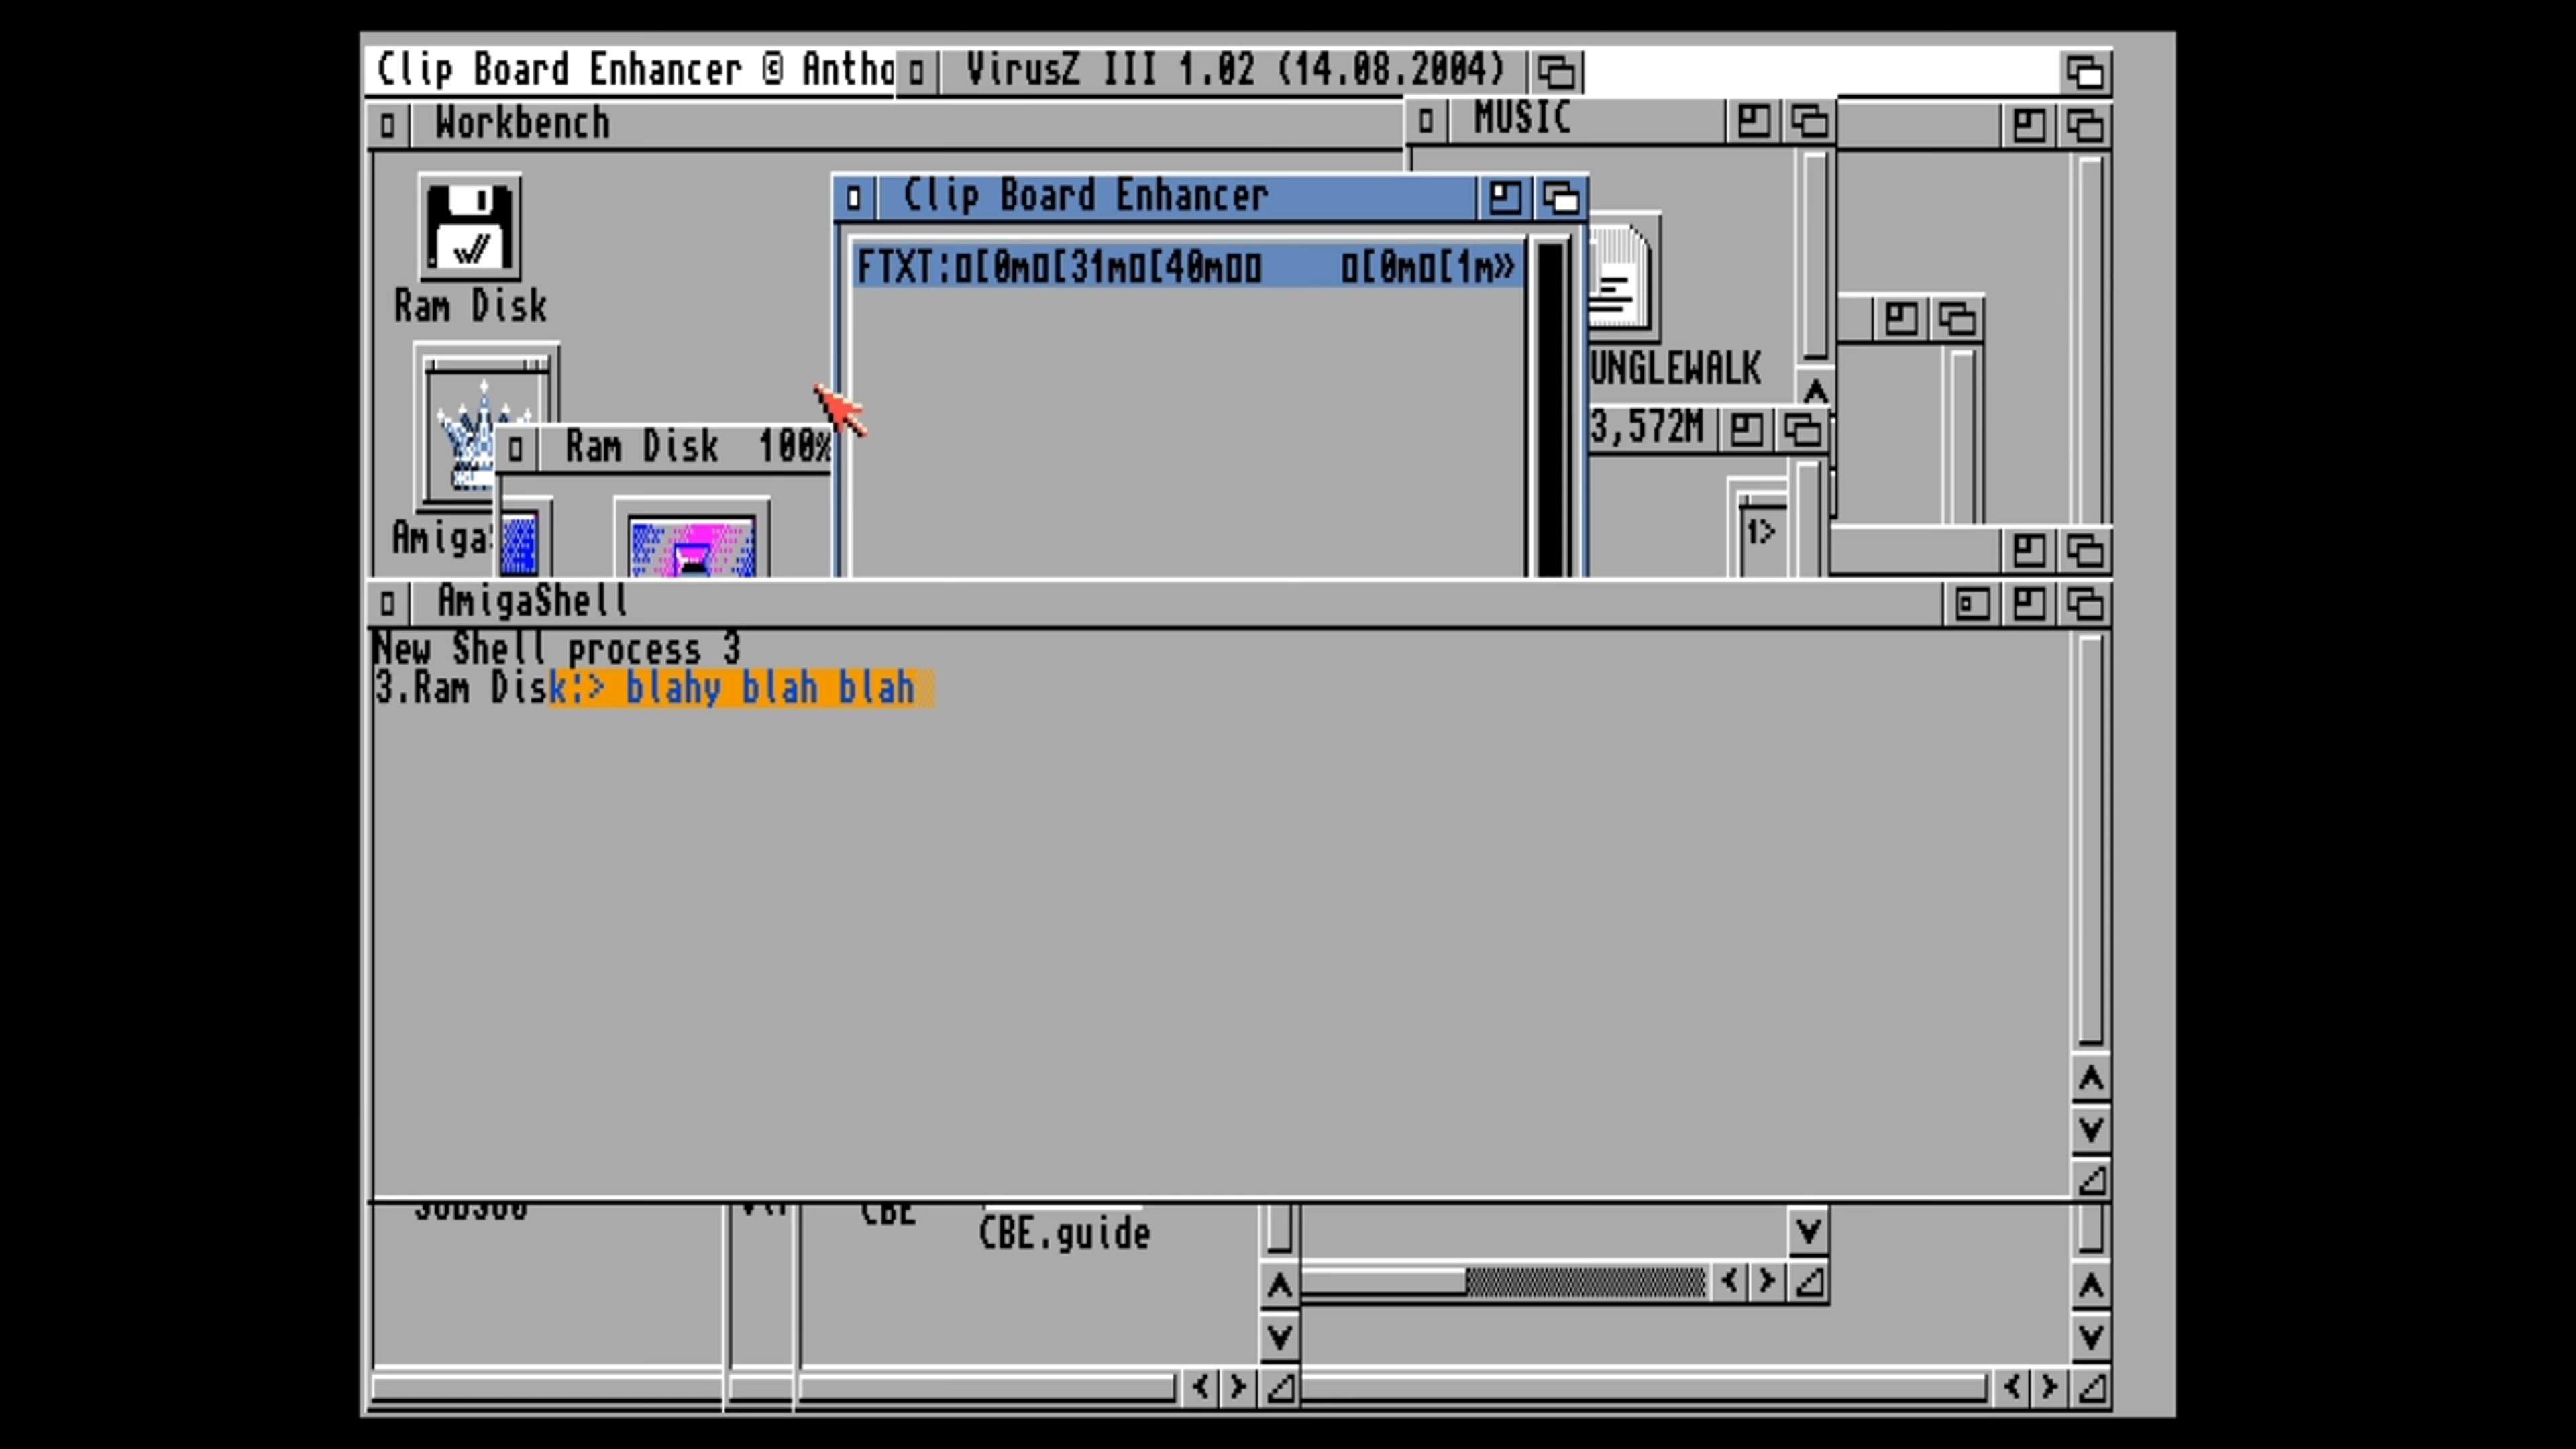 Clip Board Enhancer © Antho
VirusZ III 1.02 (14.08.2004)
Workbench
MUSIC
Clip Board Enhancer
Ram Disk
FTXT:▯[0m▯[31m▯[40m▯▯    ▯[0m▯[1m»
UNGLEWALK
Ram Disk 100%
3,572M
Amiga
1>
AmigaShell
New Shell process 3
3.Ram Disk:> blahy blah blah
CBE
CBE.guide